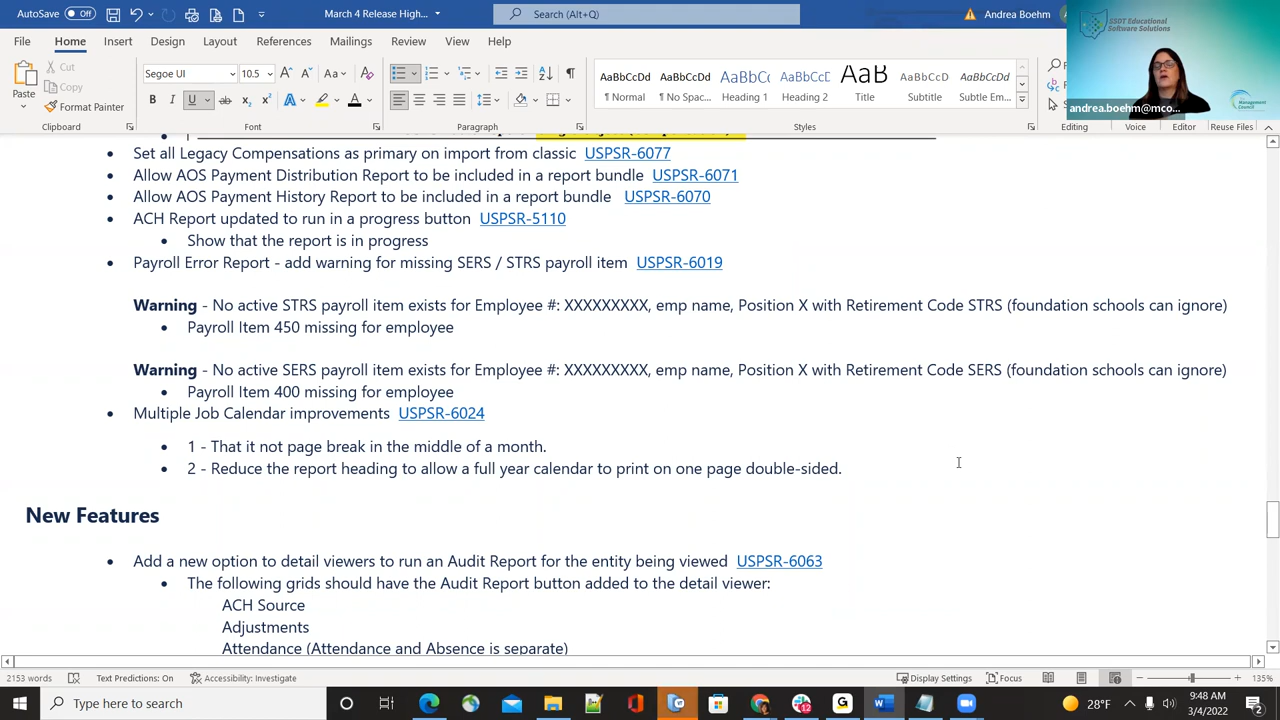 AutoSave Off
March 4 Report High...
Search (Alt+Q)
Andrea Boehm
SSDT Educational
Software Solutions
Management
Council
andrea.boehm@mco...
File Home Insert Draw Design Layout References Mailings Review View Help
Paste
Cut
Copy
Format Painter
Clipboard
Segoe UI
10.5
Font
Paragraph
AaBbCcDd
¶ Normal
AaBbCcDd
¶ No Spac...
AaBbCc
Heading 1
AaBbCcD
Heading 2
AaB
Title
AaBbCcD
Subtitle
AaBbCcDd
Subtle Em...
Styles
Editing
Voice
Editor
Reuse Files
Set all Legacy Compensations as primary on import from classic USPSR-6077
Allow AOS Payment Distribution Report to be included in a report bundle USPSR-6071
Allow AOS Payment History Report to be included in a report bundle USPSR-6070
ACH Report updated to run in a progress button USPSR-5110
Show that the report is in progress
Payroll Error Report - add warning for missing SERS / STRS payroll item USPSR-6019
Warning - No active STRS payroll item exists for Employee #: XXXXXXXXX, emp name, Position X with Retirement Code STRS (foundation schools can ignore)
Payroll Item 450 missing for employee
Warning - No active SERS payroll item exists for Employee #: XXXXXXXXX, emp name, Position X with Retirement Code SERS (foundation schools can ignore)
Payroll Item 400 missing for employee
Multiple Job Calendar improvements USPSR-6024
1 - That it not page break in the middle of a month.
2 - Reduce the report heading to allow a full year calendar to print on one page double-sided.
New Features
Add a new option to detail viewers to run an Audit Report for the entity being viewed USPSR-6063
The following grids should have the Audit Report button added to the detail viewer:
ACH Source
Adjustments
Attendance (Attendance and Absence is separate)
2153 words
Text Predictions: On
Accessibility: Investigate
Display Settings
Focus
135%
Type here to search
12
28°F
9:48 AM
3/4/2022
2